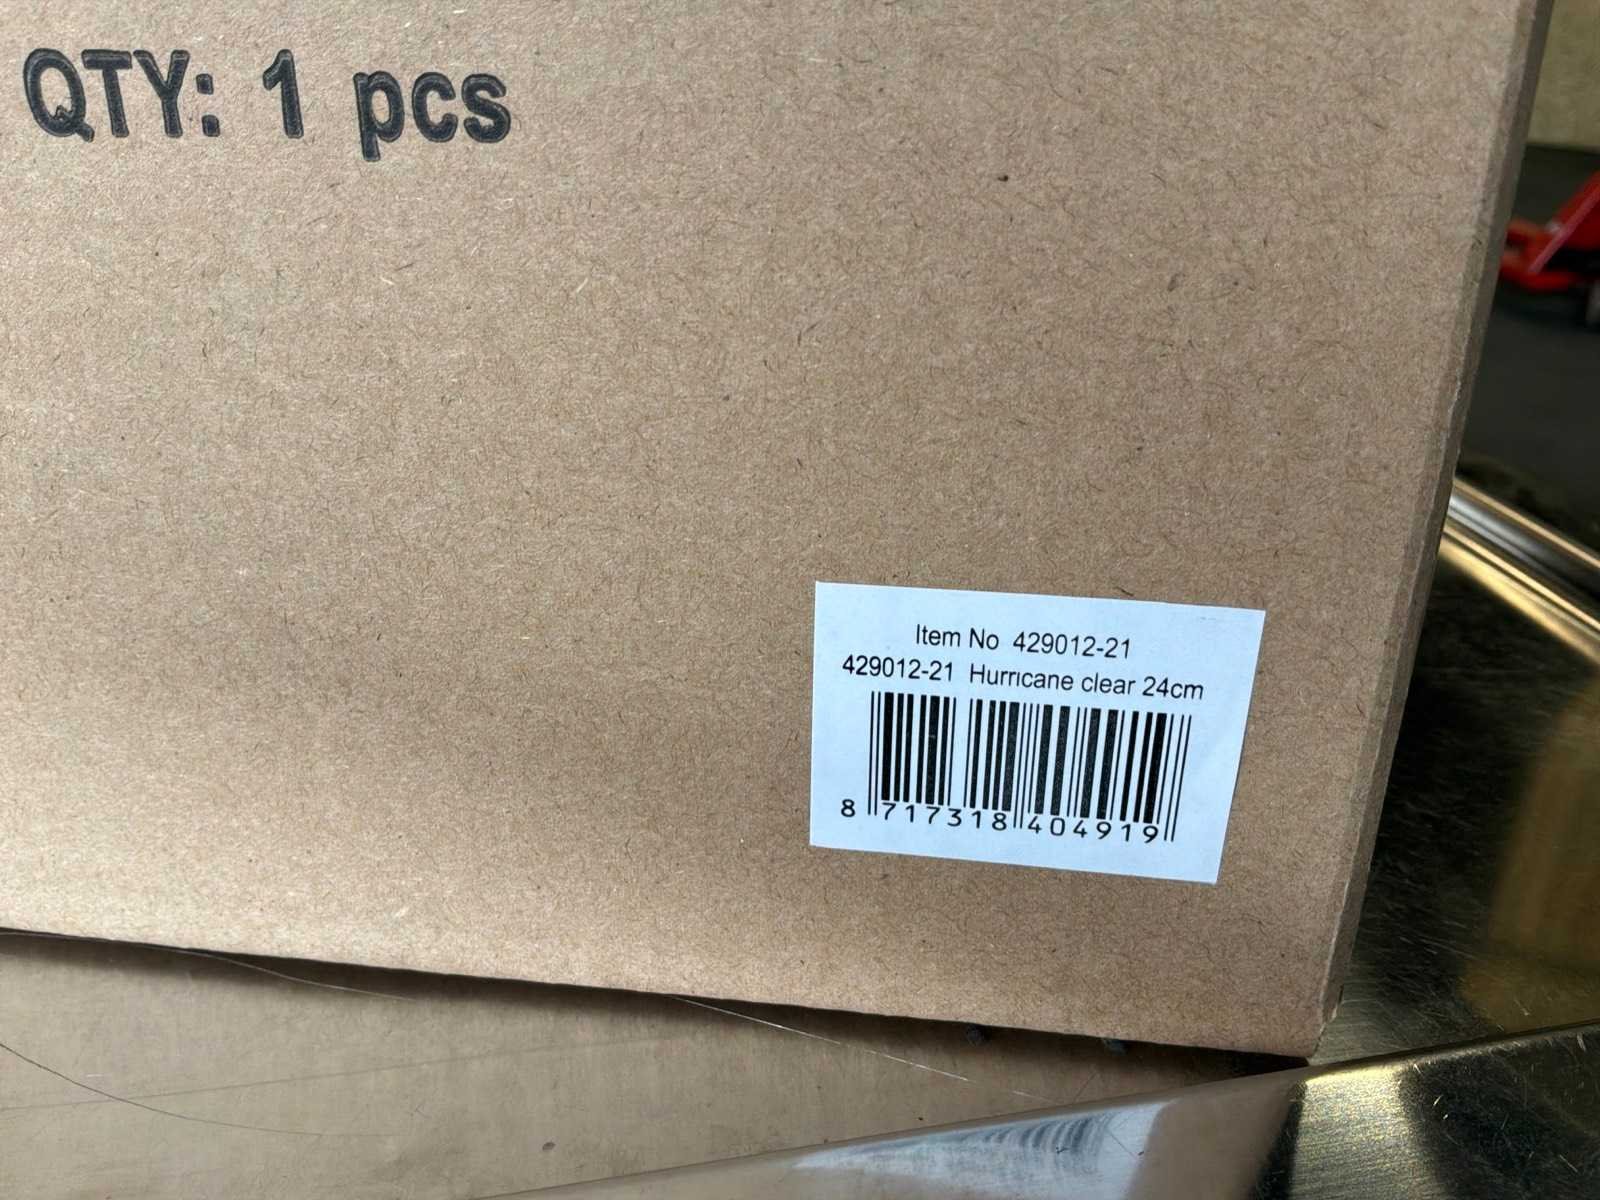 QTY: 1 pcs
Item No 429012-21
429012-21 Hurricane clear 24cm
8 717318 404919